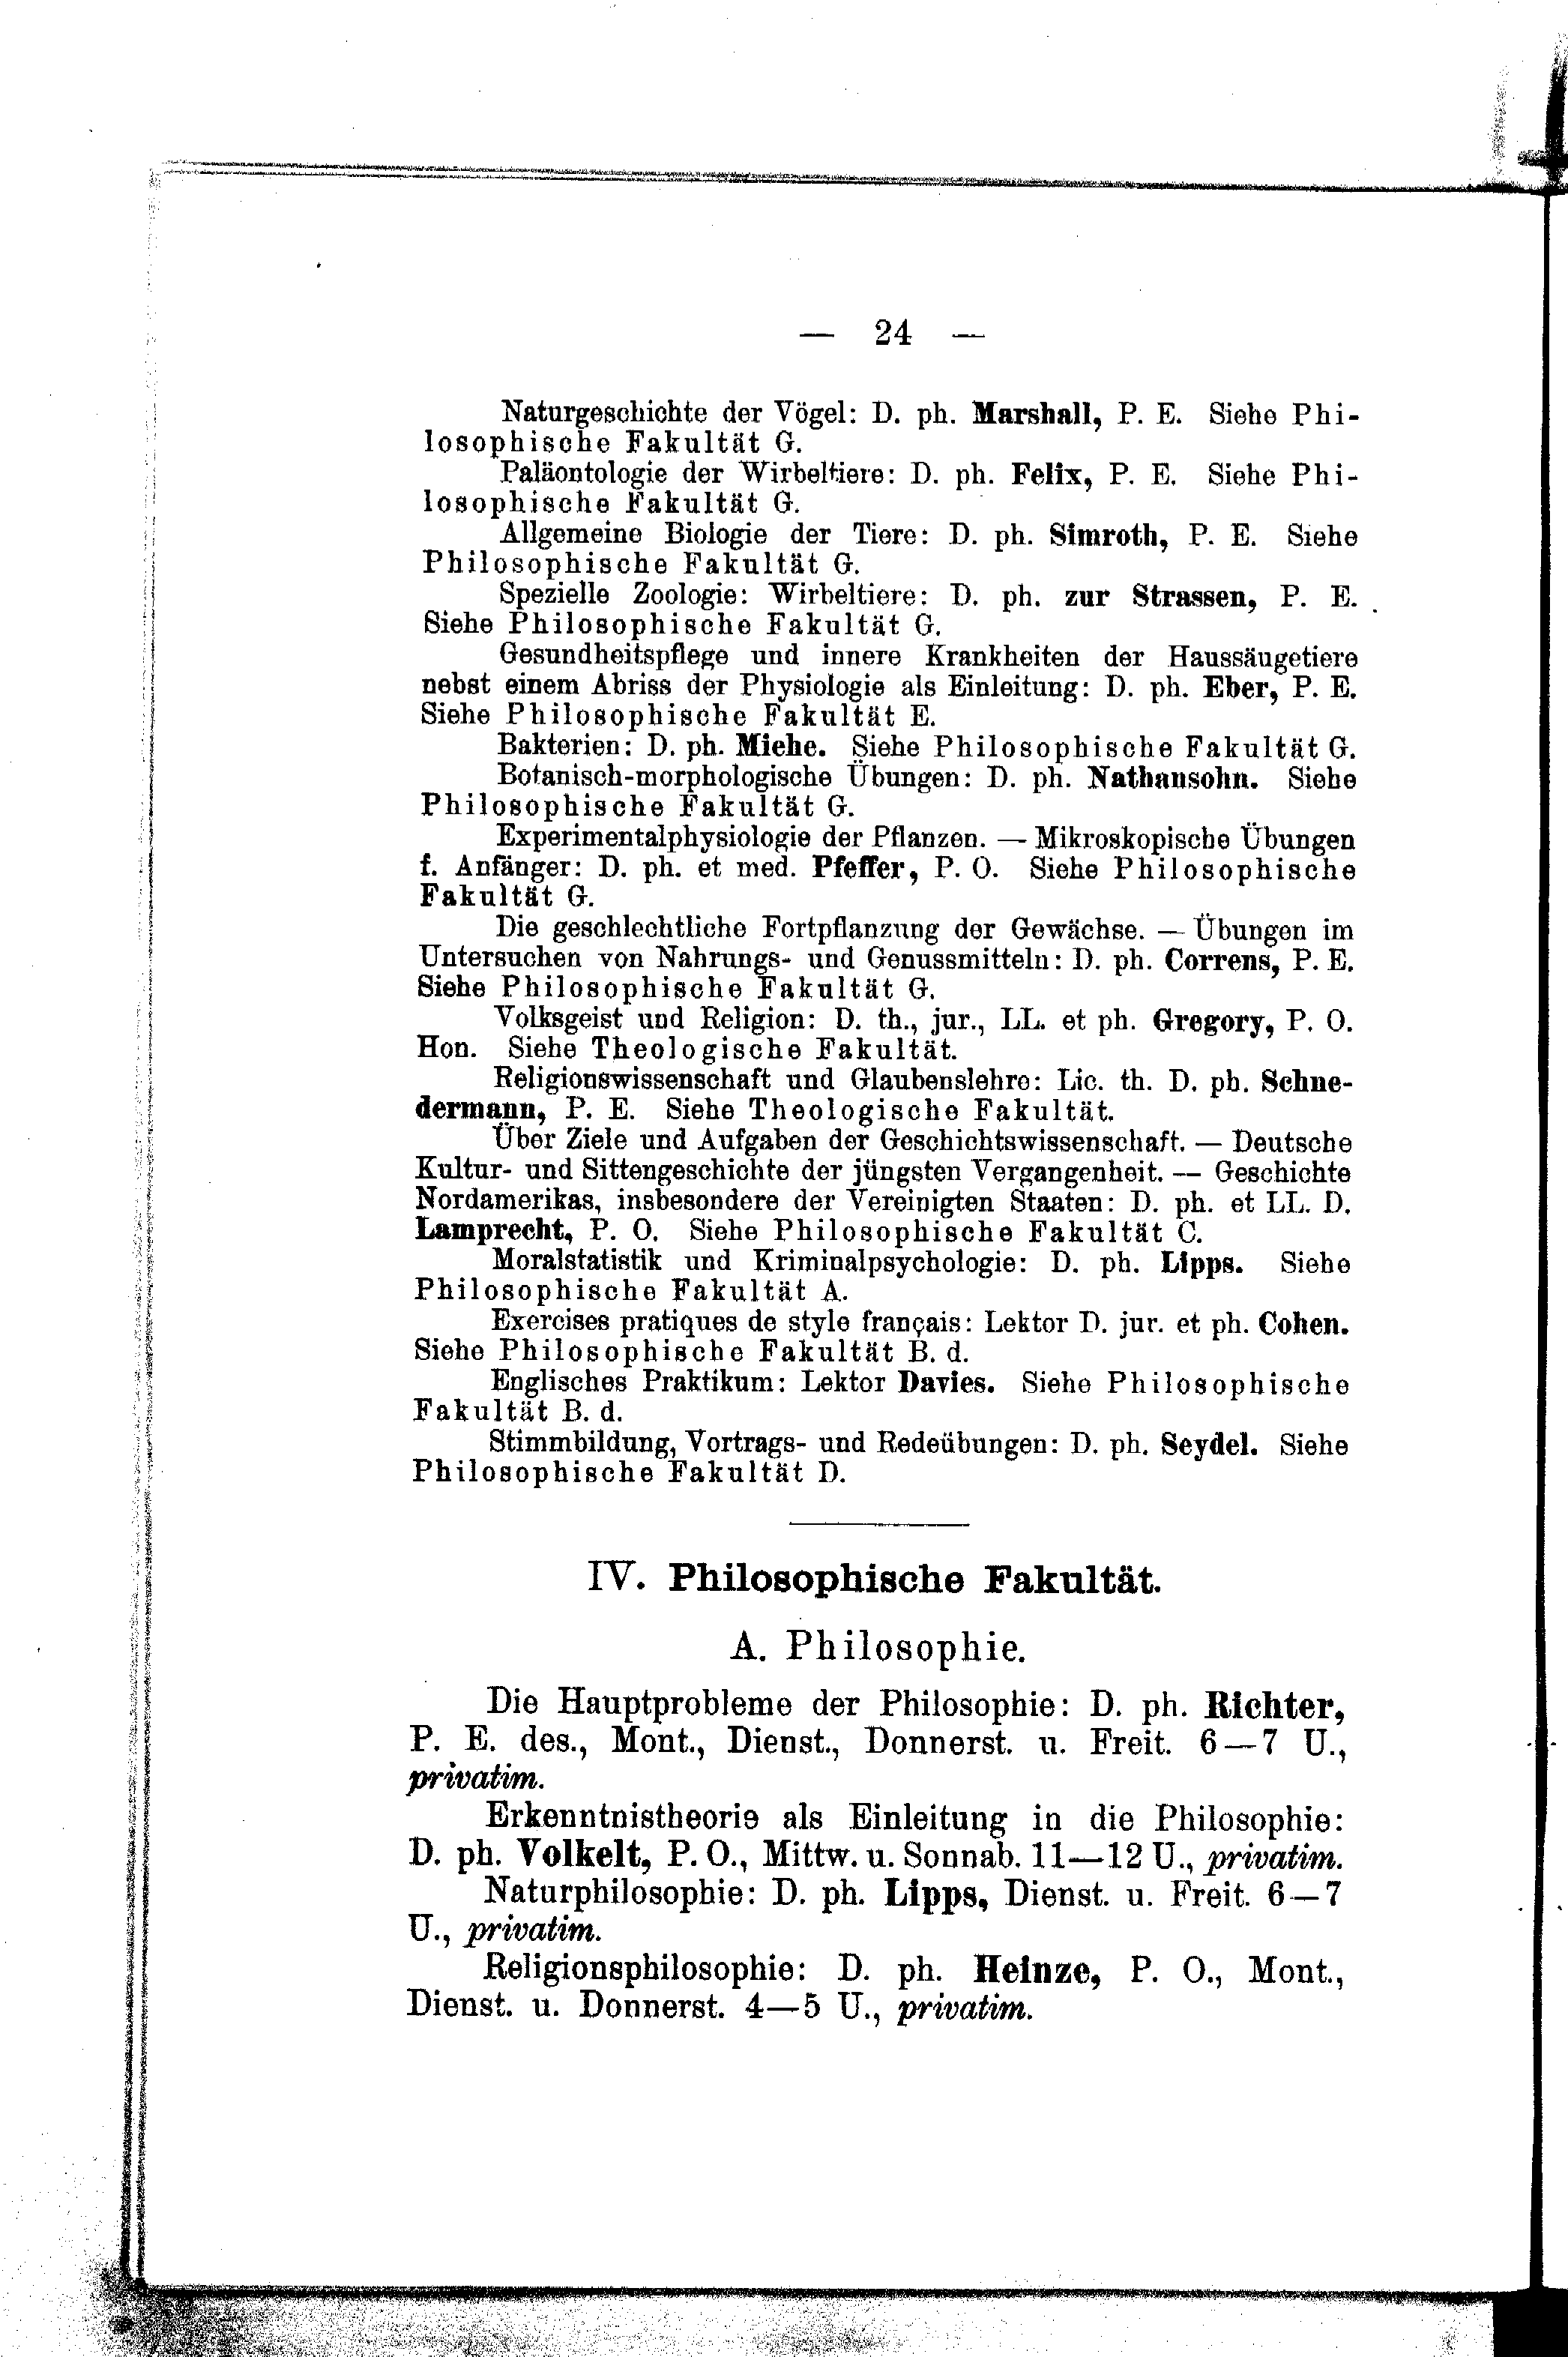 — 24 —
Naturgeschichte der Vögel: D. ph. Marshall, P. E. Siehe Phi-
losophische Fakultät G.
Paläontologie der Wirbeltiere: D. ph. Felix, P. E. Siehe Phi-
losophische Fakultät G.
Allgemeine Biologie der Tiere: D. ph. Simroth, P. E. Siehe
Philosophische Fakultät G.
Spezielle Zoologie: Wirbeltiere: D. ph. zur Strassen, P. E.
Siehe Philosophische Fakultät G.
Gesundheitspflege und innere Krankheiten der Haussäugetiere
nebst einem Abriss der Physiologie als Einleitung: D. ph. Eber, P. E.
Siehe Philosophische Fakultät E.
Bakterien: D. ph. Miehe. Siehe Philosophische Fakultät G.
Botanisch-morphologische Übungen: D. ph. Nathansohn. Siehe
Philosophische Fakultät G.
Experimentalphysiologie der Pflanzen. — Mikroskopische Übungen
f. Anfänger: D. ph. et med. Pfeffer, P. O. Siehe Philosophische
Fakultät G.
Die geschlechtliche Fortpflanzung der Gewächse. — Übungen im
Untersuchen von Nahrungs- und Genussmitteln: D. ph. Correns, P. E.
Siehe Philosophische Fakultät G.
Volksgeist und Religion: D. th., jur., LL. et ph. Gregory, P. O.
Hon. Siehe Theologische Fakultät.
Religionswissenschaft und Glaubenslehre: Lic. th. D. ph. Schne-
dermann, P. E. Siehe Theologische Fakultät.
Über Ziele und Aufgaben der Geschichtswissenschaft. — Deutsche
Kultur- und Sittengeschichte der jüngsten Vergangenheit. — Geschichte
Nordamerikas, insbesondere der Vereinigten Staaten: D. ph. et LL. D.
Lamprecht, P. O. Siehe Philosophische Fakultät C.
Moralstatistik und Kriminalpsychologie: D. ph. Lipps. Siehe
Philosophische Fakultät A.
Exercises pratiques de style français: Lektor D. jur. et ph. Cohen.
Siehe Philosophische Fakultät B. d.
Englisches Praktikum: Lektor Davies. Siehe Philosophische
Fakultät B. d.
Stimmbildung, Vortrags- und Redeübungen: D. ph. Seydel. Siehe
Philosophische Fakultät D.
IV. Philosophische Fakultät.
A. Philosophie.
Die Hauptprobleme der Philosophie: D. ph. Richter,
P. E. des., Mont., Dienst., Donnerst. u. Freit. 6—7 U.,
privatim.
Erkenntnistheorie als Einleitung in die Philosophie:
D. ph. Volkelt, P. O., Mittw. u. Sonnab. 11—12 U., privatim.
Naturphilosophie: D. ph. Lipps, Dienst. u. Freit. 6—7
U., privatim.
Religionsphilosophie: D. ph. Heinze, P. O., Mont.,
Dienst. u. Donnerst. 4—5 U., privatim.